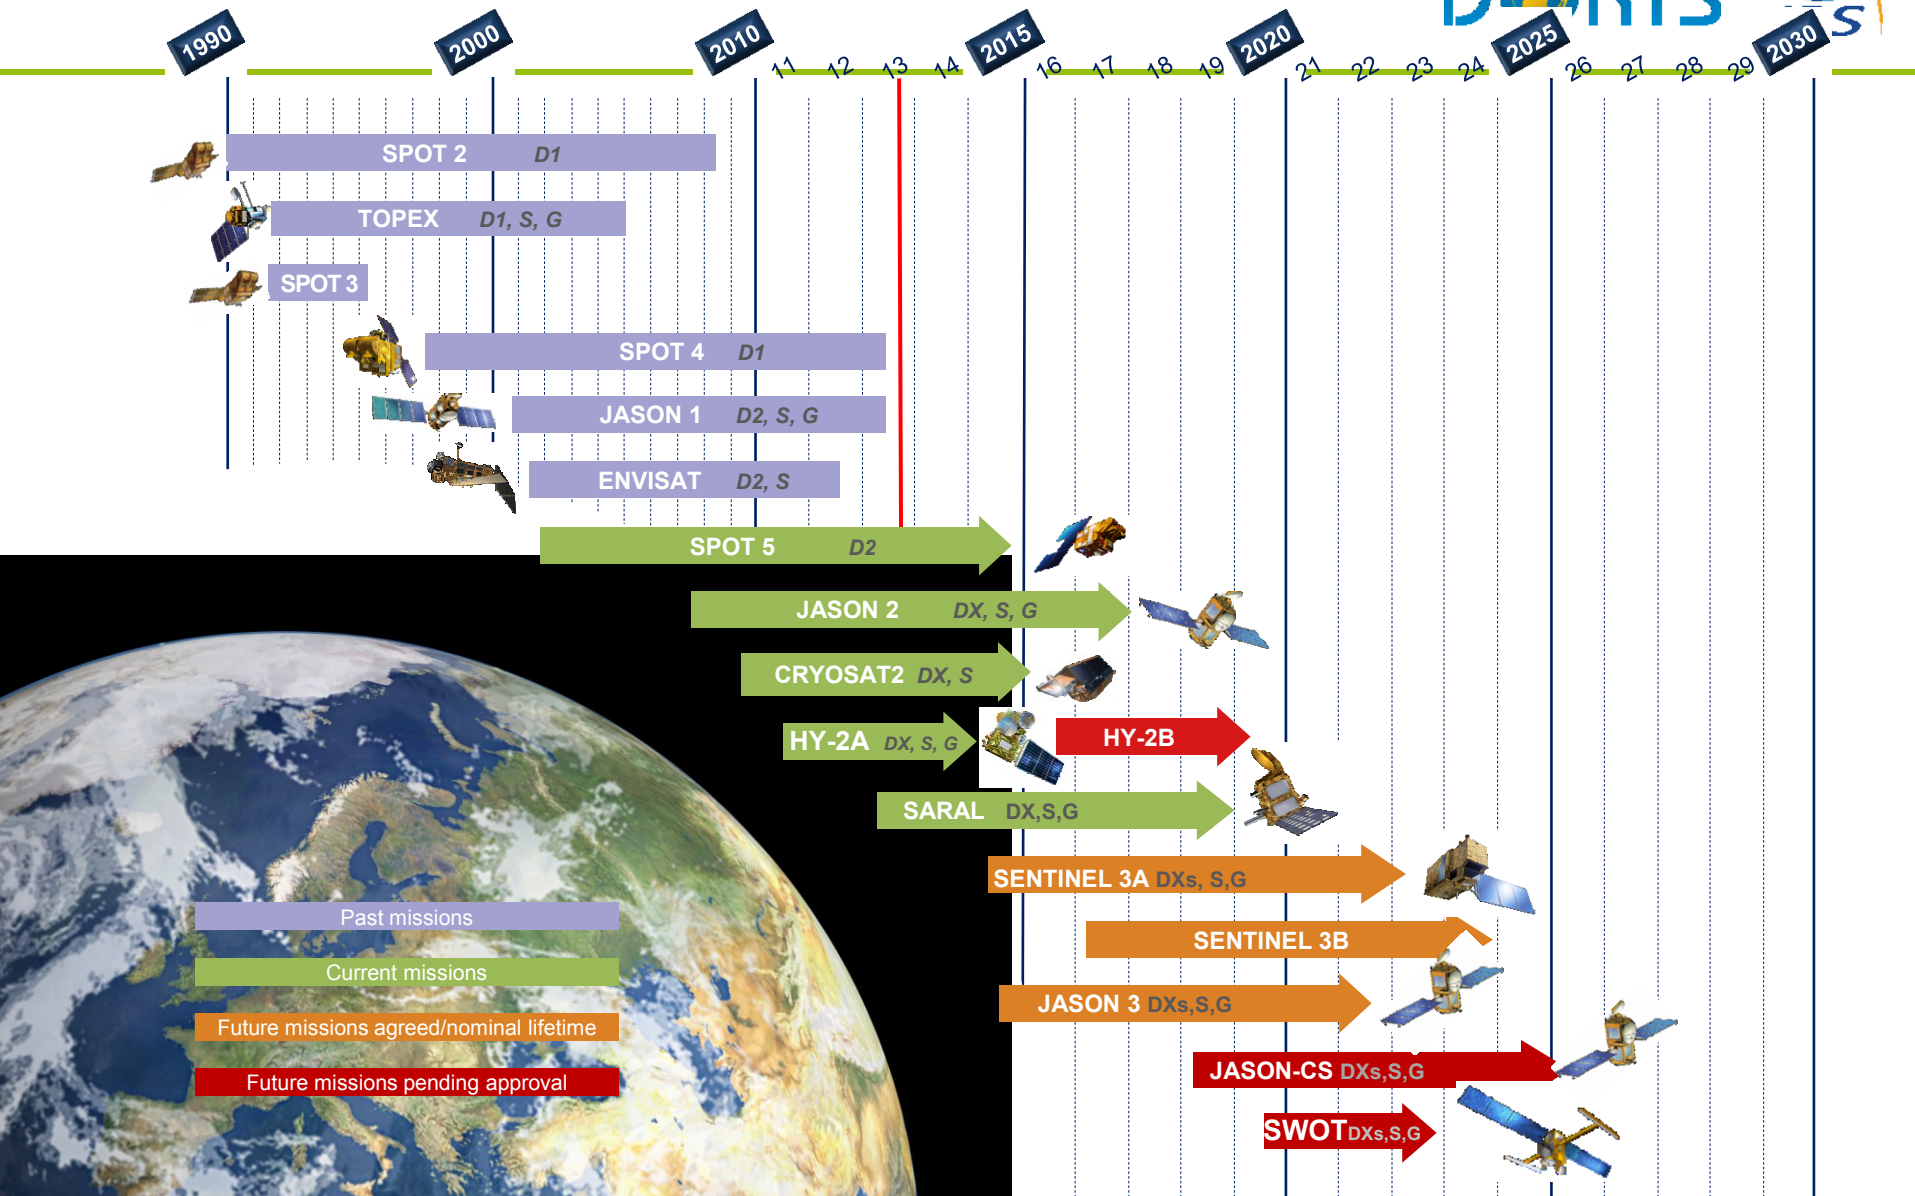 DORIS
1990 2000 2010 11 12 13 14 2015 16 17 18 19 2020 21 22 23 24 2025 26 27 28 29 2030
SPOT 2 D1
TOPEX D1, S, G
SPOT 3
SPOT 4 D1
JASON 1 D2, S, G
ENVISAT D2, S
SPOT 5 D2
JASON 2 DX, S, G
CRYOSAT2 DX, S
HY-2A DX, S, G
HY-2B
SARAL DX,S,G
SENTINEL 3A DXs, S,G
SENTINEL 3B
JASON 3 DXs,S,G
JASON-CS DXs,S,G
SWOT DXs,S,G
Past missions
Current missions
Future missions agreed/nominal lifetime
Future missions pending approval